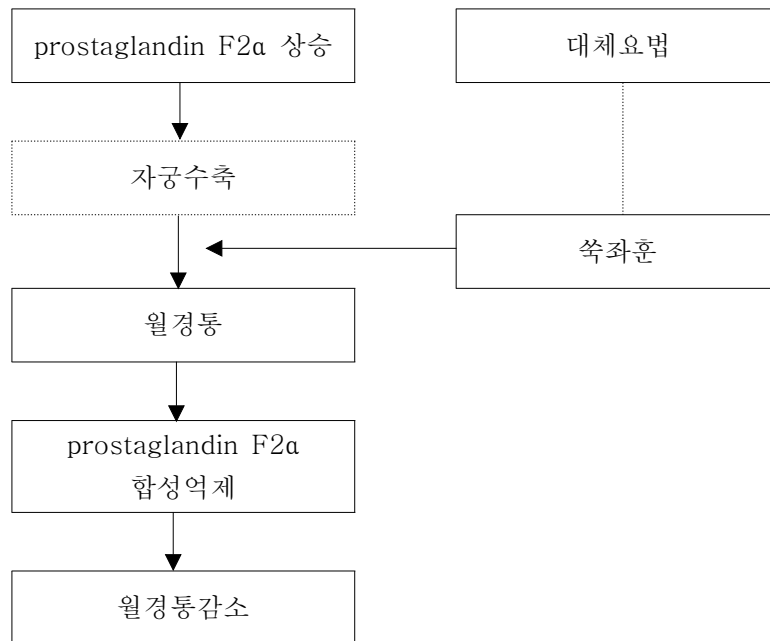 prostaglandin F2α 상승
대체요법
자궁수축
쑥좌훈
월경통
prostaglandin F2α
합성억제
월경통감소